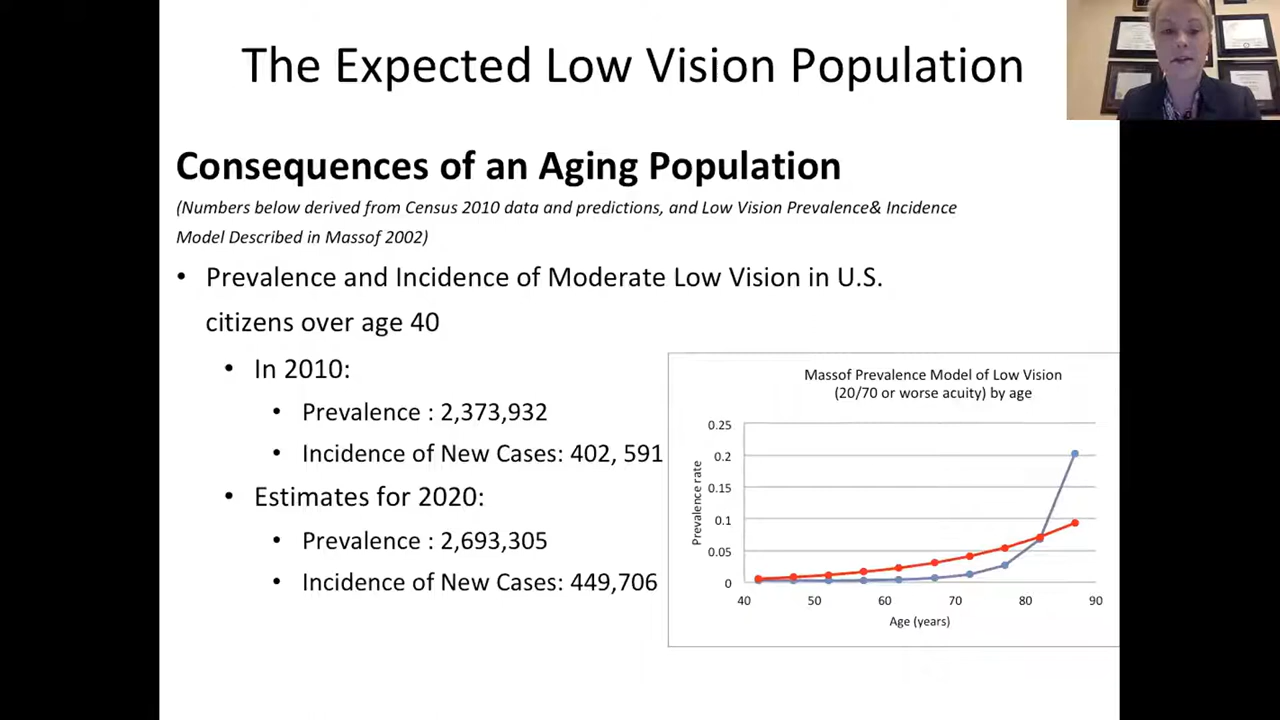 The Expected Low Vision Population
Consequences of an Aging Population
(Numbers below derived from Census 2010 data and predictions, and Low Vision Prevalence& Incidence
Model Described in Massof 2002)
• Prevalence and Incidence of Moderate Low Vision in U.S.
citizens over age 40
• In 2010:
• Prevalence : 2,373,932
• Incidence of New Cases: 402, 591
• Estimates for 2020:
• Prevalence : 2,693,305
• Incidence of New Cases: 449,706
Massof Prevalence Model of Low Vision
(20/70 or worse acuity) by age
Prevalence rate
0.25
0.2
0.15
0.1
0.05
0
40 50 60 70 80 90
Age (years)